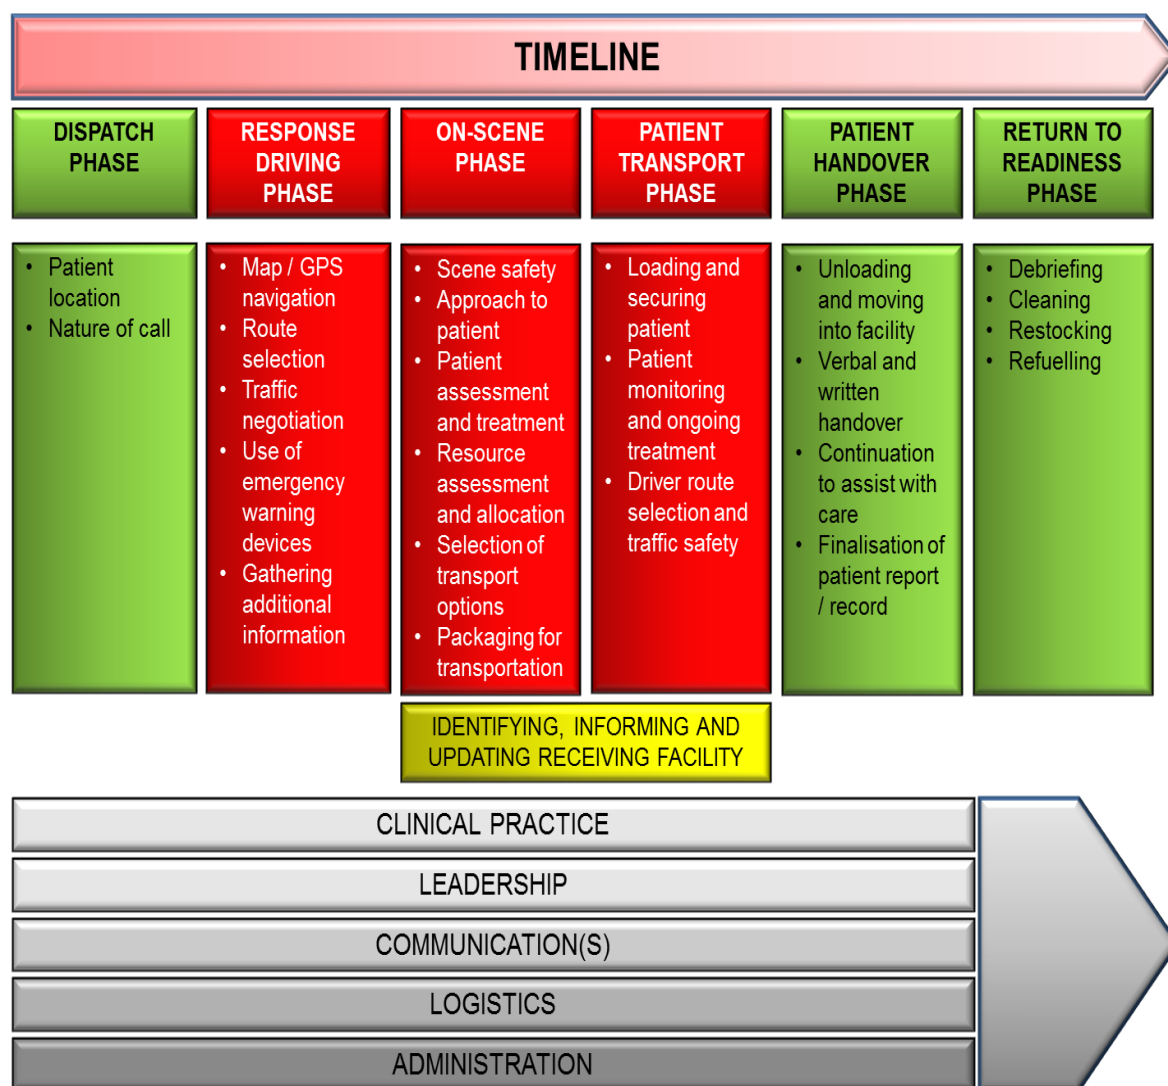 TIMELINE
DISPATCH
PHASE
RESPONSE
DRIVING
PHASE
ON-SCENE
PHASE
PATIENT
TRANSPORT
PHASE
PATIENT
HANDOVER
PHASE
RETURN TO
READINESS
PHASE
• Patient
location
• Nature of call
• Map / GPS
navigation
• Route
selection
• Traffic
negotiation
• Use of
emergency
warning
devices
• Gathering
additional
information
• Scene safety
• Approach to
patient
• Patient
assessment
and treatment
• Resource
assessment
and allocation
• Selection of
transport
options
• Packaging for
transportation
• Loading and
securing
patient
• Patient
monitoring
and ongoing
treatment
• Driver route
selection and
traffic safety
• Unloading
and moving
into facility
• Verbal and
written
handover
• Continuation
to assist with
care
• Finalisation of
patient report
/ record
• Debriefing
• Cleaning
• Restocking
• Refuelling
IDENTIFYING, INFORMING AND
UPDATING RECEIVING FACILITY
CLINICAL PRACTICE
LEADERSHIP
COMMUNICATION(S)
LOGISTICS
ADMINISTRATION